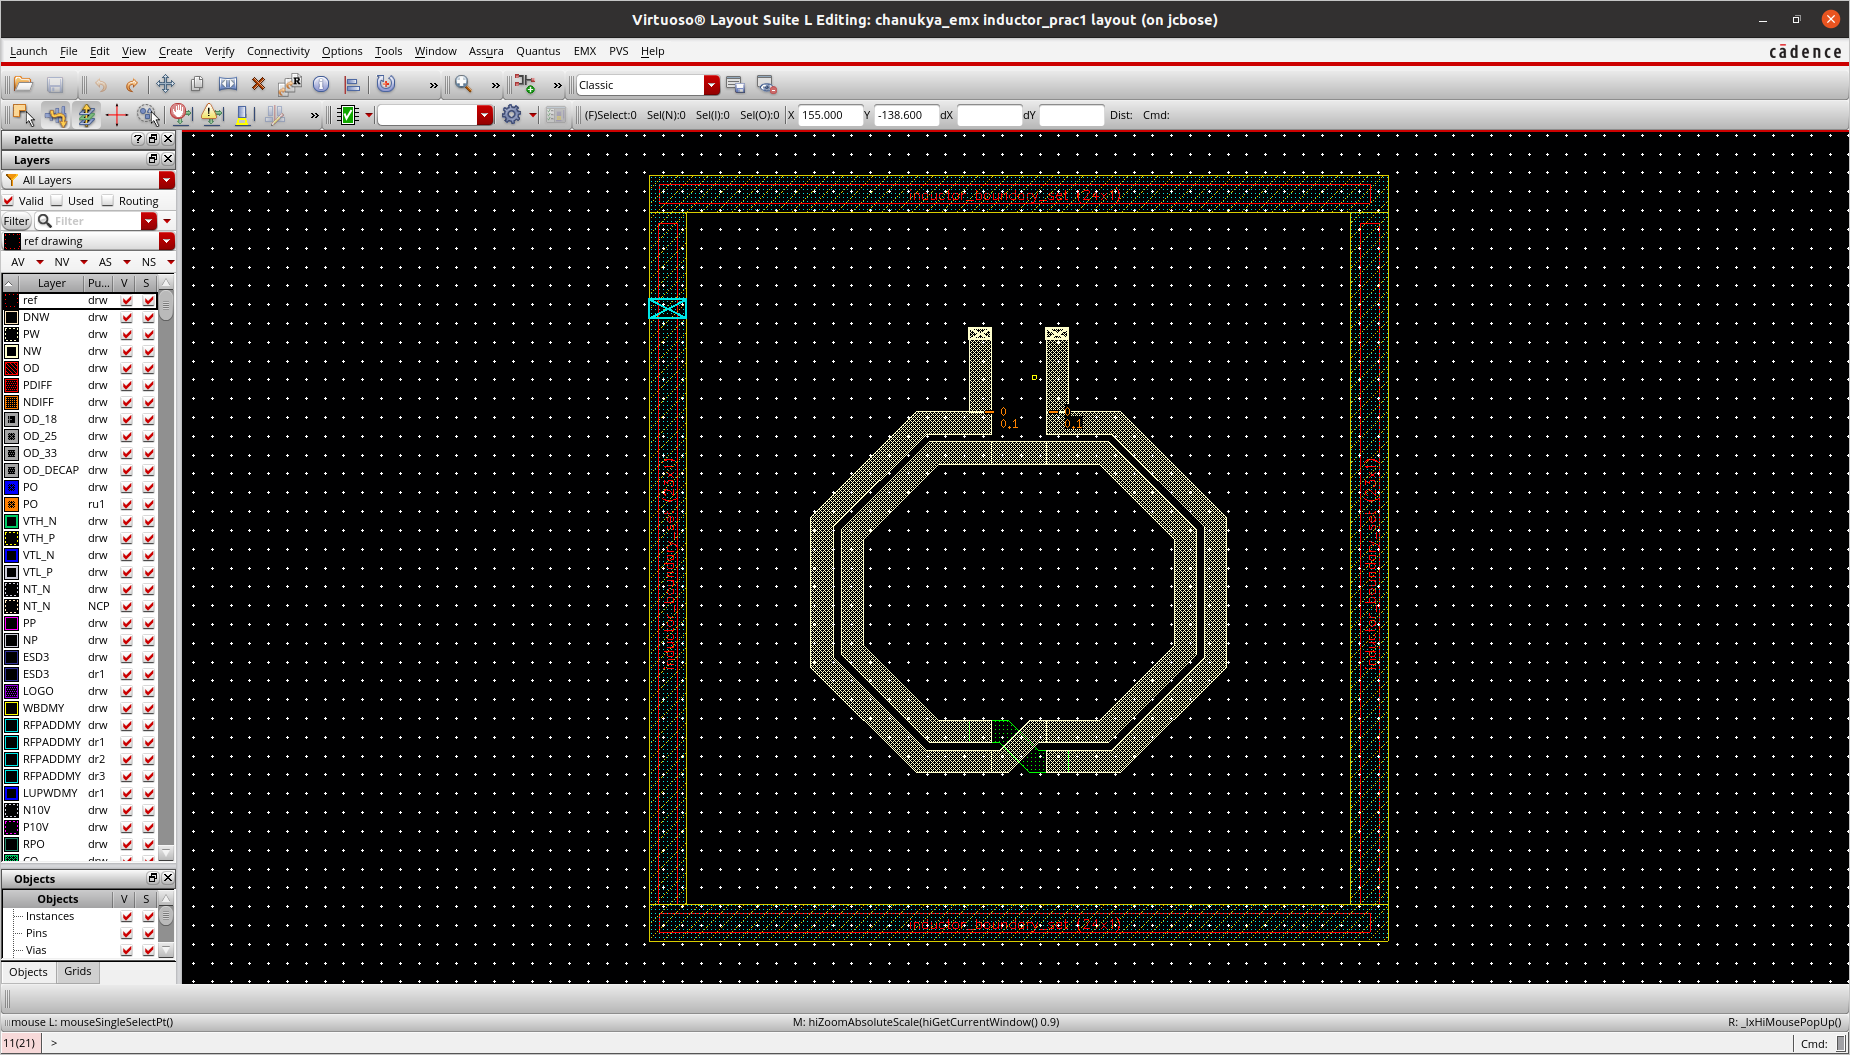 Virtuoso® Layout Suite L Editing: chanukya_emx inductor_prac1 layout (on jcbose)
Launch File Edit View Create Verify Connectivity Options Tools Window Assura Quantus EMX PVS Help
cādence
» » » Classic
» (F)Select:0 Sel(N):0 Sel(I):0 Sel(O):0 X 155.000 Y -138.600 dX dY Dist: Cmd:
Palette
Layers
All Layers
Valid Used Routing
Filter Filter
ref drawing
AV NV AS NS
Layer Pu... V S
ref drw
DNW drw
PW drw
NW drw
OD drw
PDIFF drw
NDIFF drw
OD_18 drw
OD_25 drw
OD_33 drw
OD_DECAP drw
PO drw
PO ru1
VTH_N drw
VTH_P drw
VTL_N drw
VTL_P drw
NT_N drw
NT_N NCP
PP drw
NP drw
ESD3 drw
ESD3 dr1
LOGO drw
WBDMY drw
RFPADDMY drw
RFPADDMY dr1
RFPADDMY dr2
RFPADDMY dr3
LUPWDMY dr1
N10V drw
P10V drw
RPO drw
CO drw
0 0
0.1 0.1
Objects
Objects V S
Instances
Pins
Vias
Objects Grids
mouse L: mouseSingleSelectPt() M: hiZoomAbsoluteScale(hiGetCurrentWindow() 0.9) R: _lxHiMousePopUp()
11(21) > Cmd: